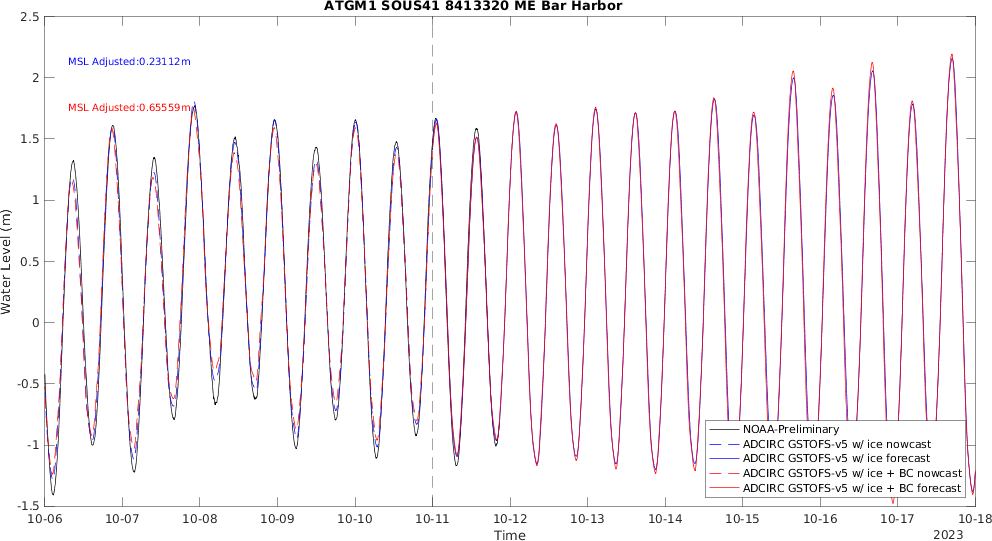 ATGM1 SOUS41 8413320 ME Bar Harbor
2.5
MSL Adjusted:0.23112m
2
MSL Adjusted:0.65559m
1.5
1
0.5
Water Level (m)
0
-0.5
-1
NOAA-Preliminary
ADCIRC GSTOFS-v5 w/ ice nowcast
ADCIRC GSTOFS-v5 w/ ice forecast
ADCIRC GSTOFS-v5 w/ ice + BC nowcast
ADCIRC GSTOFS-v5 w/ ice + BC forecast
-1.5
10-06 10-07 10-08 10-09 10-10 10-11 10-12 10-13 10-14 10-15 10-16 10-17 10-18
Time
2023